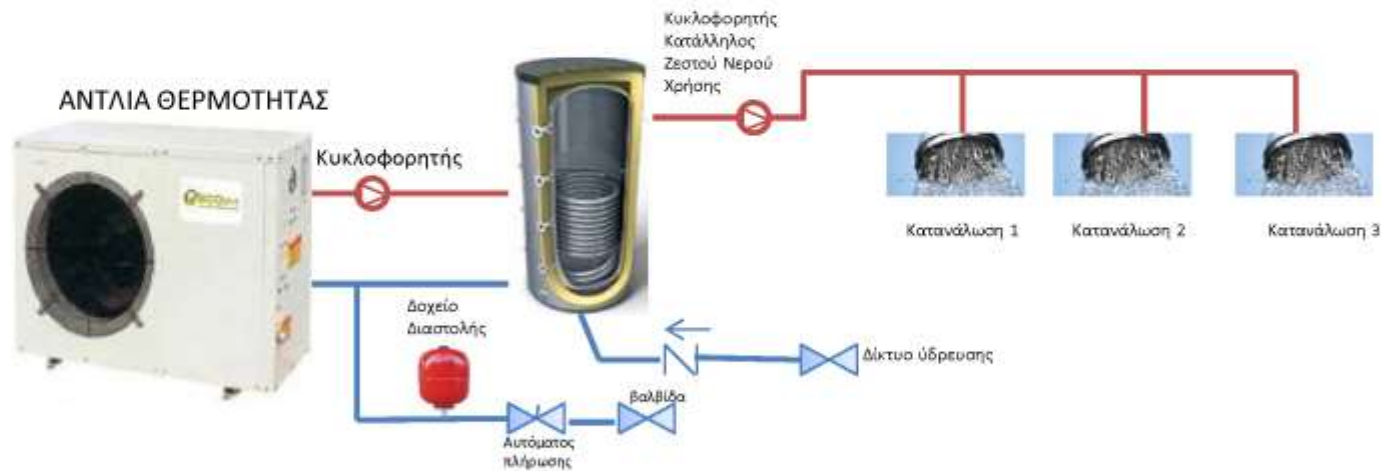 Κυκλοφορητής
Κατάλληλος
Ζεστού Νερού
Χρήσης
ΑΝΤΛΙΑ ΘΕΡΜΟΤΗΤΑΣ
Κυκλοφορητής
Κατανάλωση 1
Κατανάλωση 2
Κατανάλωση 3
Δοχείο
Διαστολής
Δίκτυο ύδρευσης
βαλβίδα
Αυτόματος
πλήρωσης